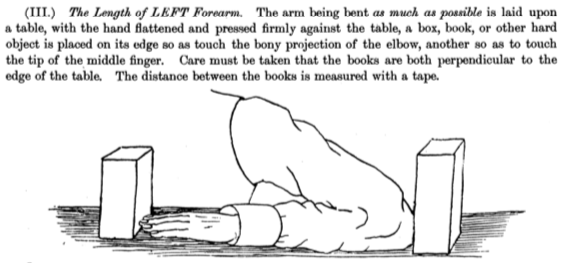 (III.) The Length of LEFT Forearm. The arm being bent as much as possible is laid upon
a table, with the hand flattened and pressed firmly against the table, a box, book, or other hard
object is placed on its edge so as touch the bony projection of the elbow, another so as to touch
the tip of the middle finger. Care must be taken that the books are both perpendicular to the
edge of the table. The distance between the books is measured with a tape.